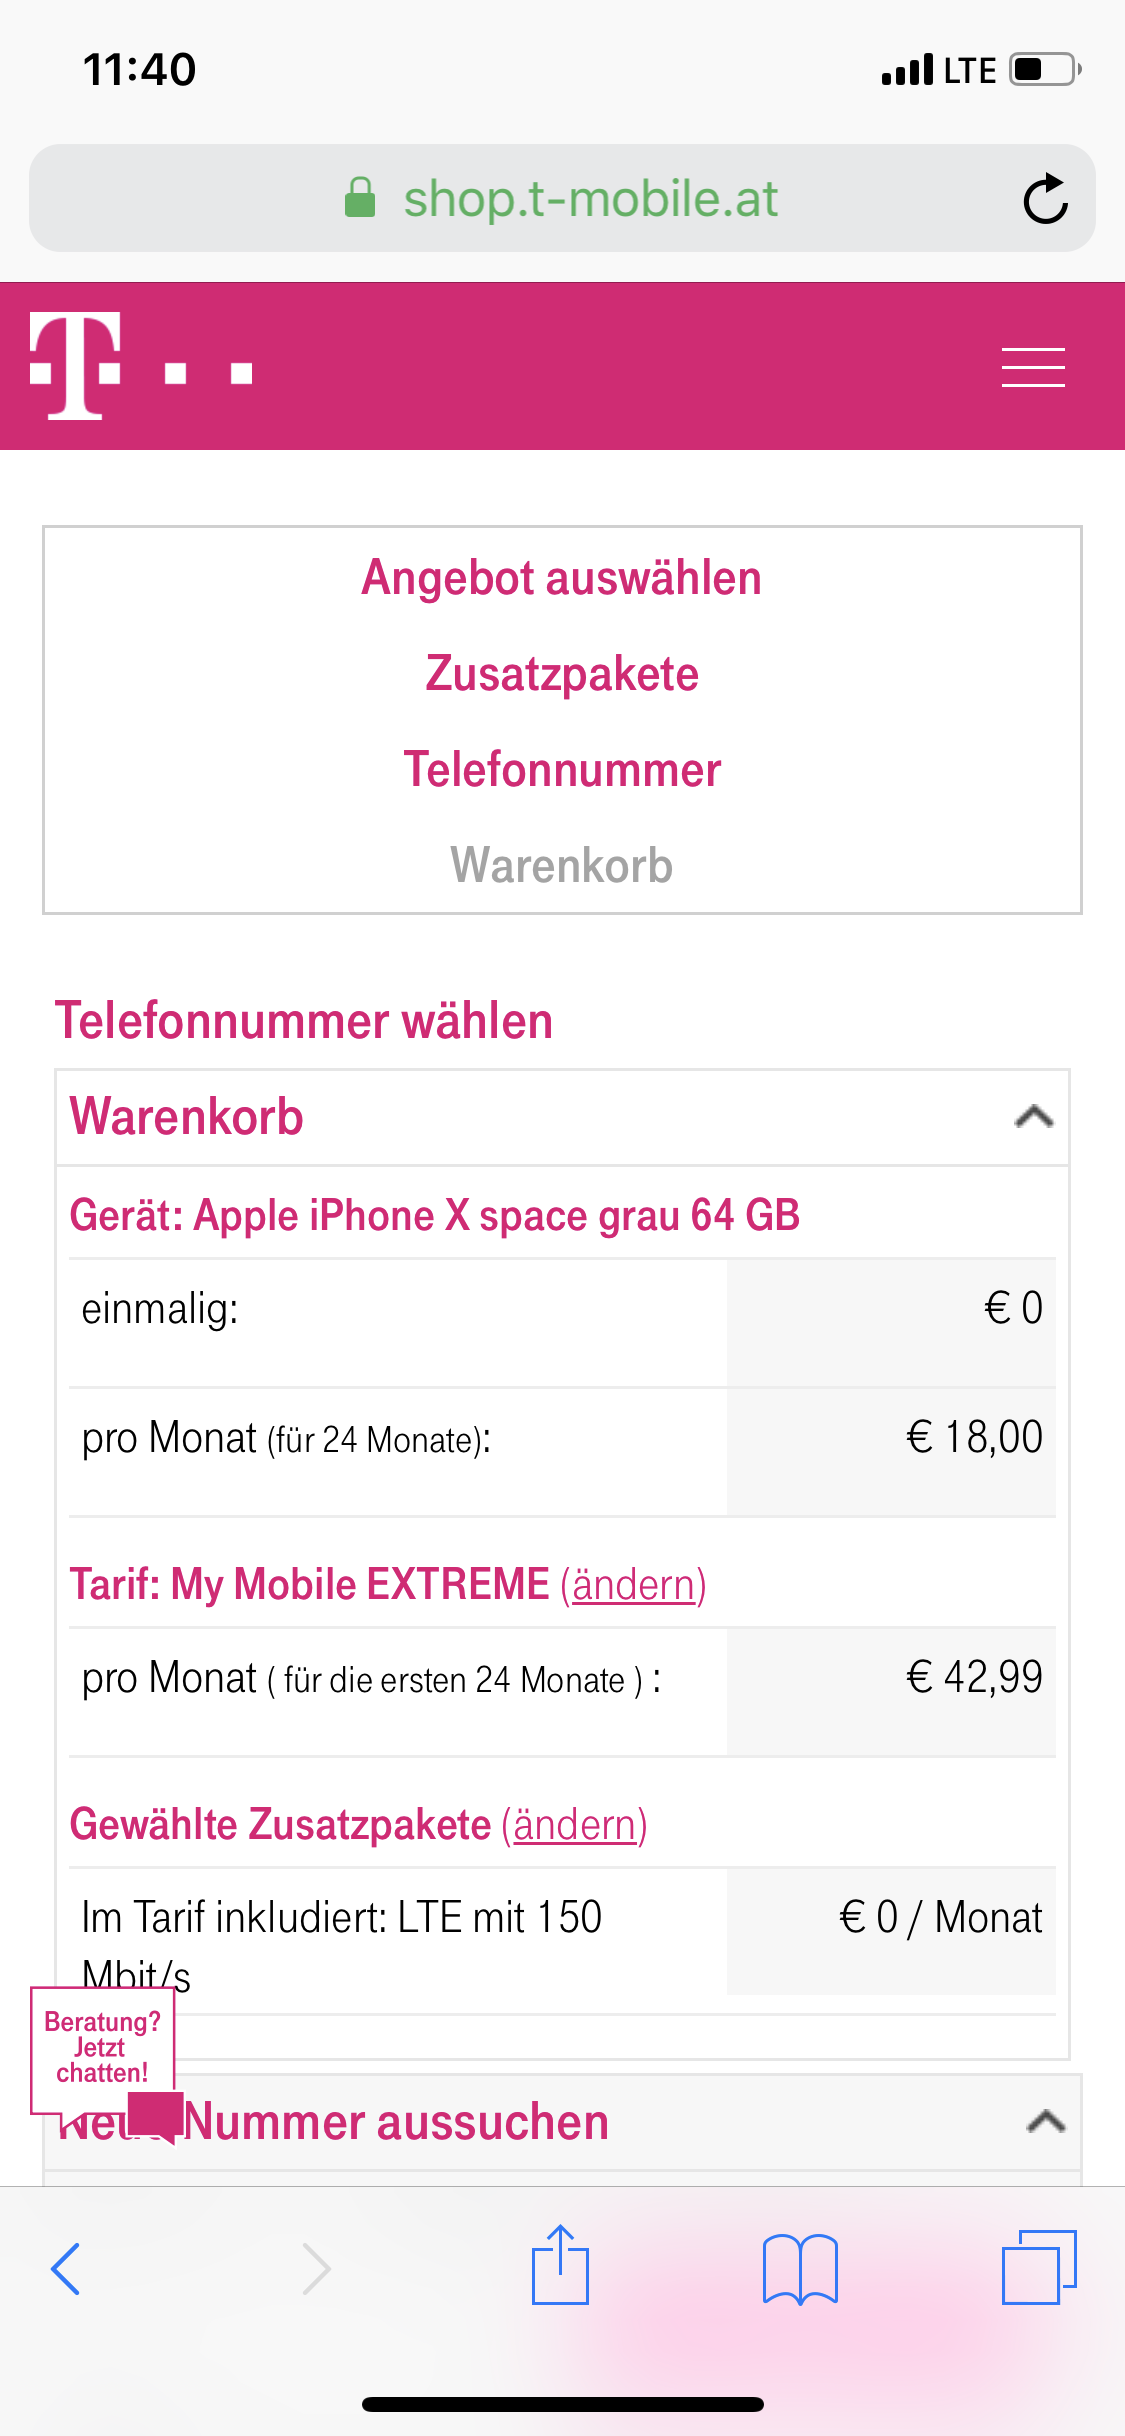 11:40
LTE
shop.t-mobile.at
T
Angebot auswählen
Zusatzpakete
Telefonnummer
Warenkorb
Telefonnummer wählen
Warenkorb
Gerät: Apple iPhone X space grau 64 GB
einmalig: € 0
pro Monat (für 24 Monate): € 18,00
Tarif: My Mobile EXTREME (ändern)
pro Monat ( für die ersten 24 Monate ) : € 42,99
Gewählte Zusatzpakete (ändern)
Im Tarif inkludiert: LTE mit 150 € 0 / Monat
Mbit/s
Beratung?
Jetzt
chatten!
Neue Nummer aussuchen